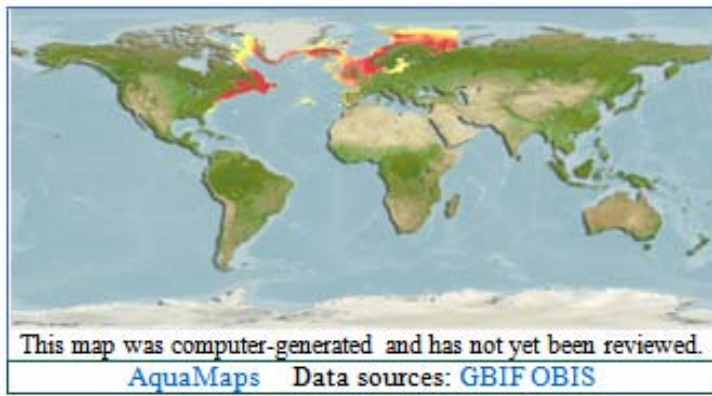 This map was computer-generated and has not yet been reviewed.
AquaMaps Data sources: GBIF OBIS